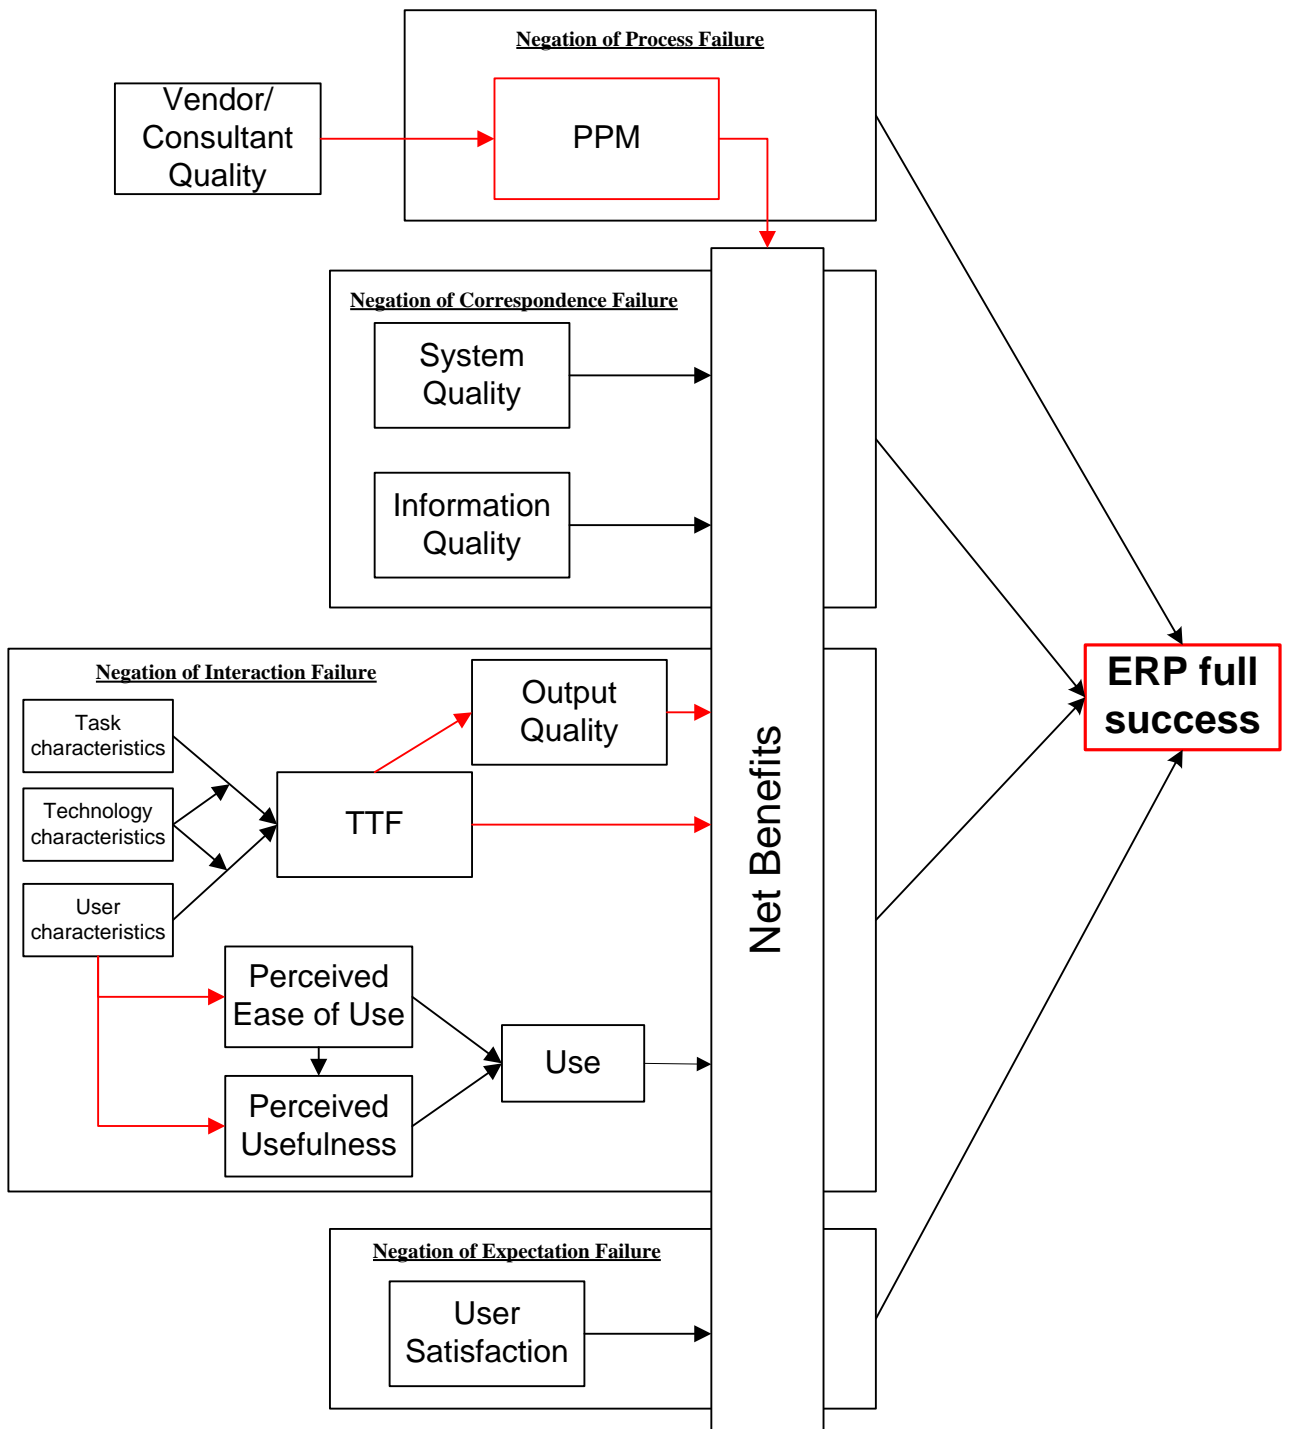 Negation of Process Failure
Vendor/
Consultant
Quality
PPM
Negation of Correspondence Failure
System
Quality
Information
Quality
Negation of Interaction Failure
Task
characteristics
Technology
characteristics
User
characteristics
TTF
Output
Quality
Perceived
Ease of Use
Perceived
Usefulness
Use
Net Benefits
ERP full
success
Negation of Expectation Failure
User
Satisfaction